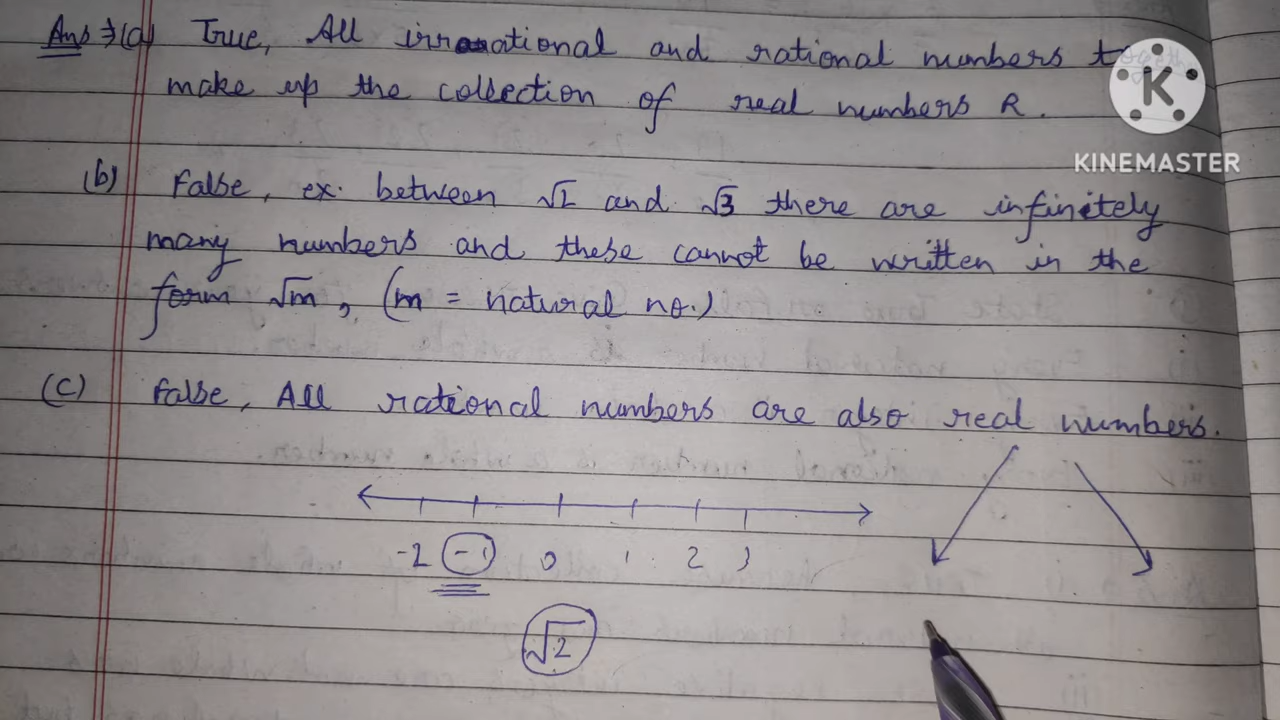 Ans → (a) True, All irrational and rational numbers
make up the collection of real numbers R.
KINEMASTER
(b) False, ex. between √2 and √3 there are infinitely
many numbers and these cannot be written in the
form √m, (m = natural no.)
(c) False, All rational numbers are also real numbers.
-2 -1 0 1 2 3
√2